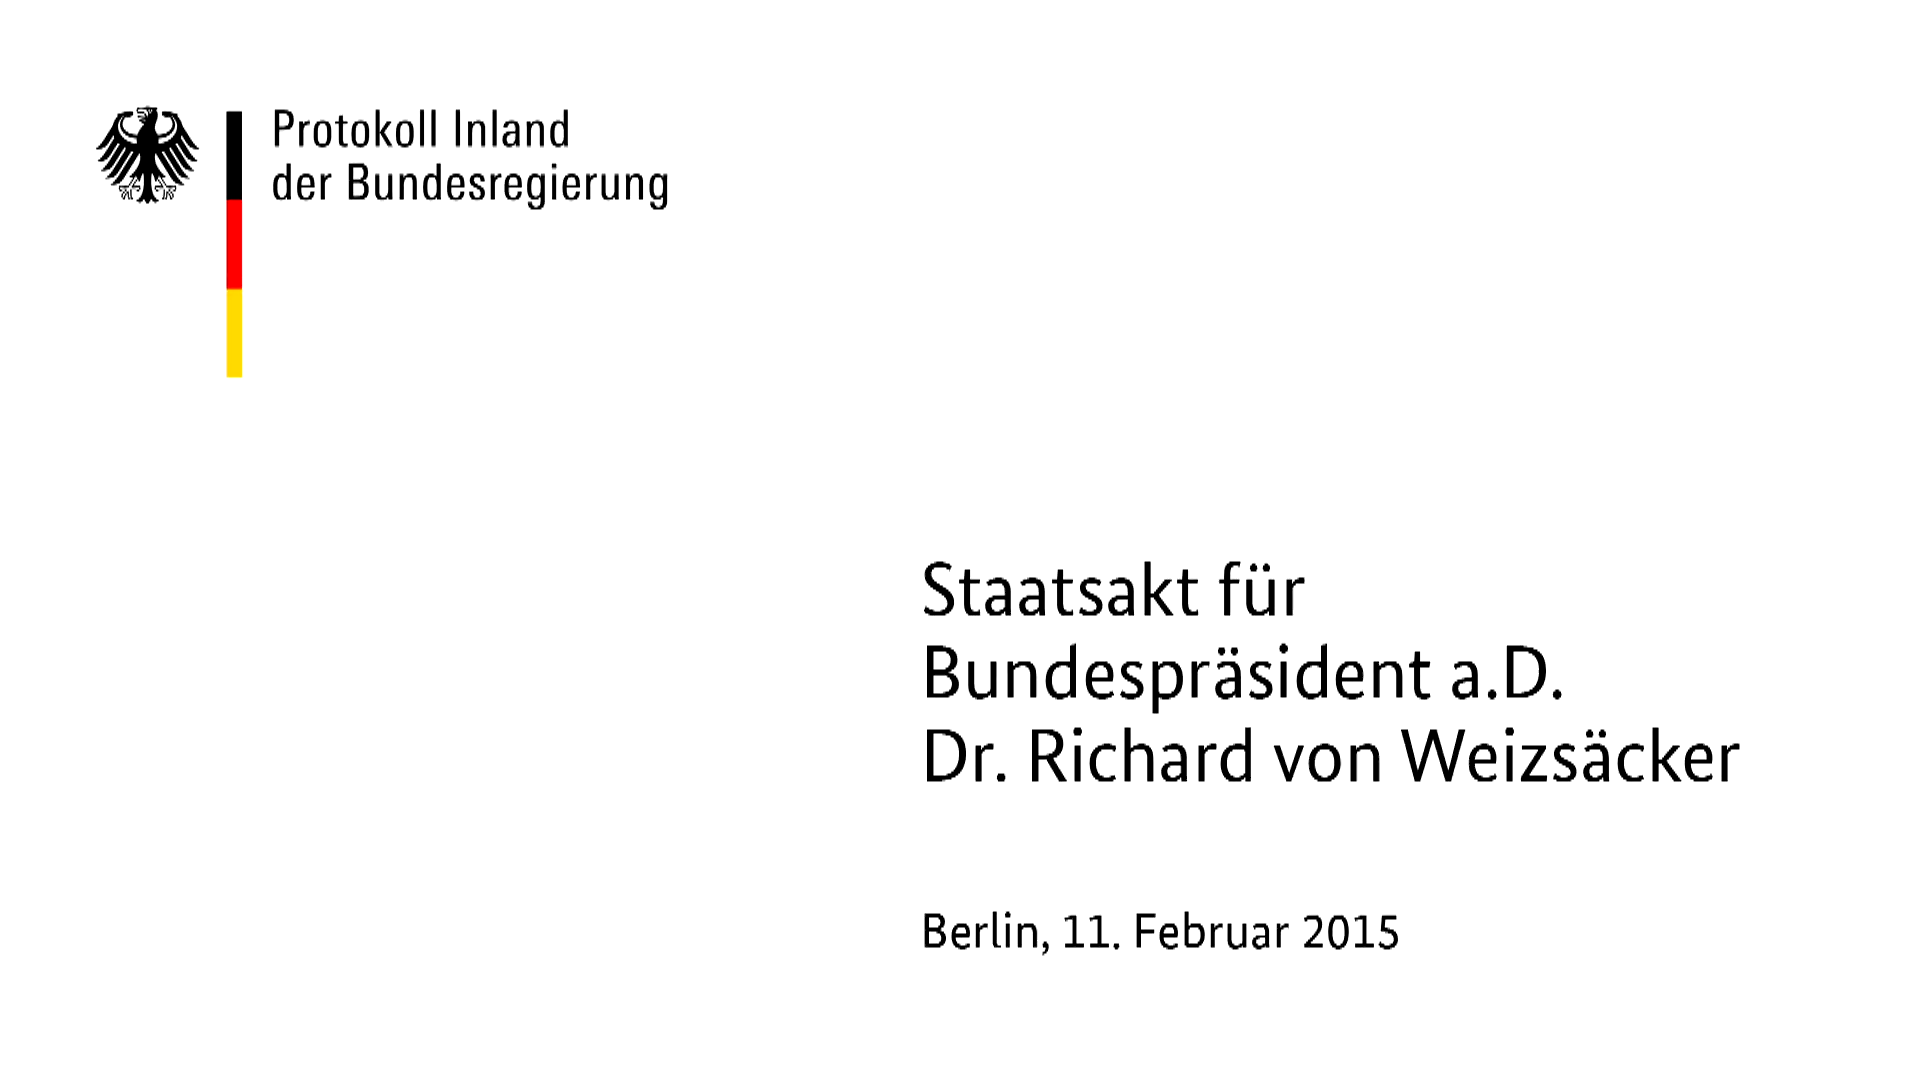 Protokoll Inland
der Bundesregierung
Staatsakt für
Bundespräsident a.D.
Dr. Richard von Weizsäcker
Berlin, 11. Februar 2015